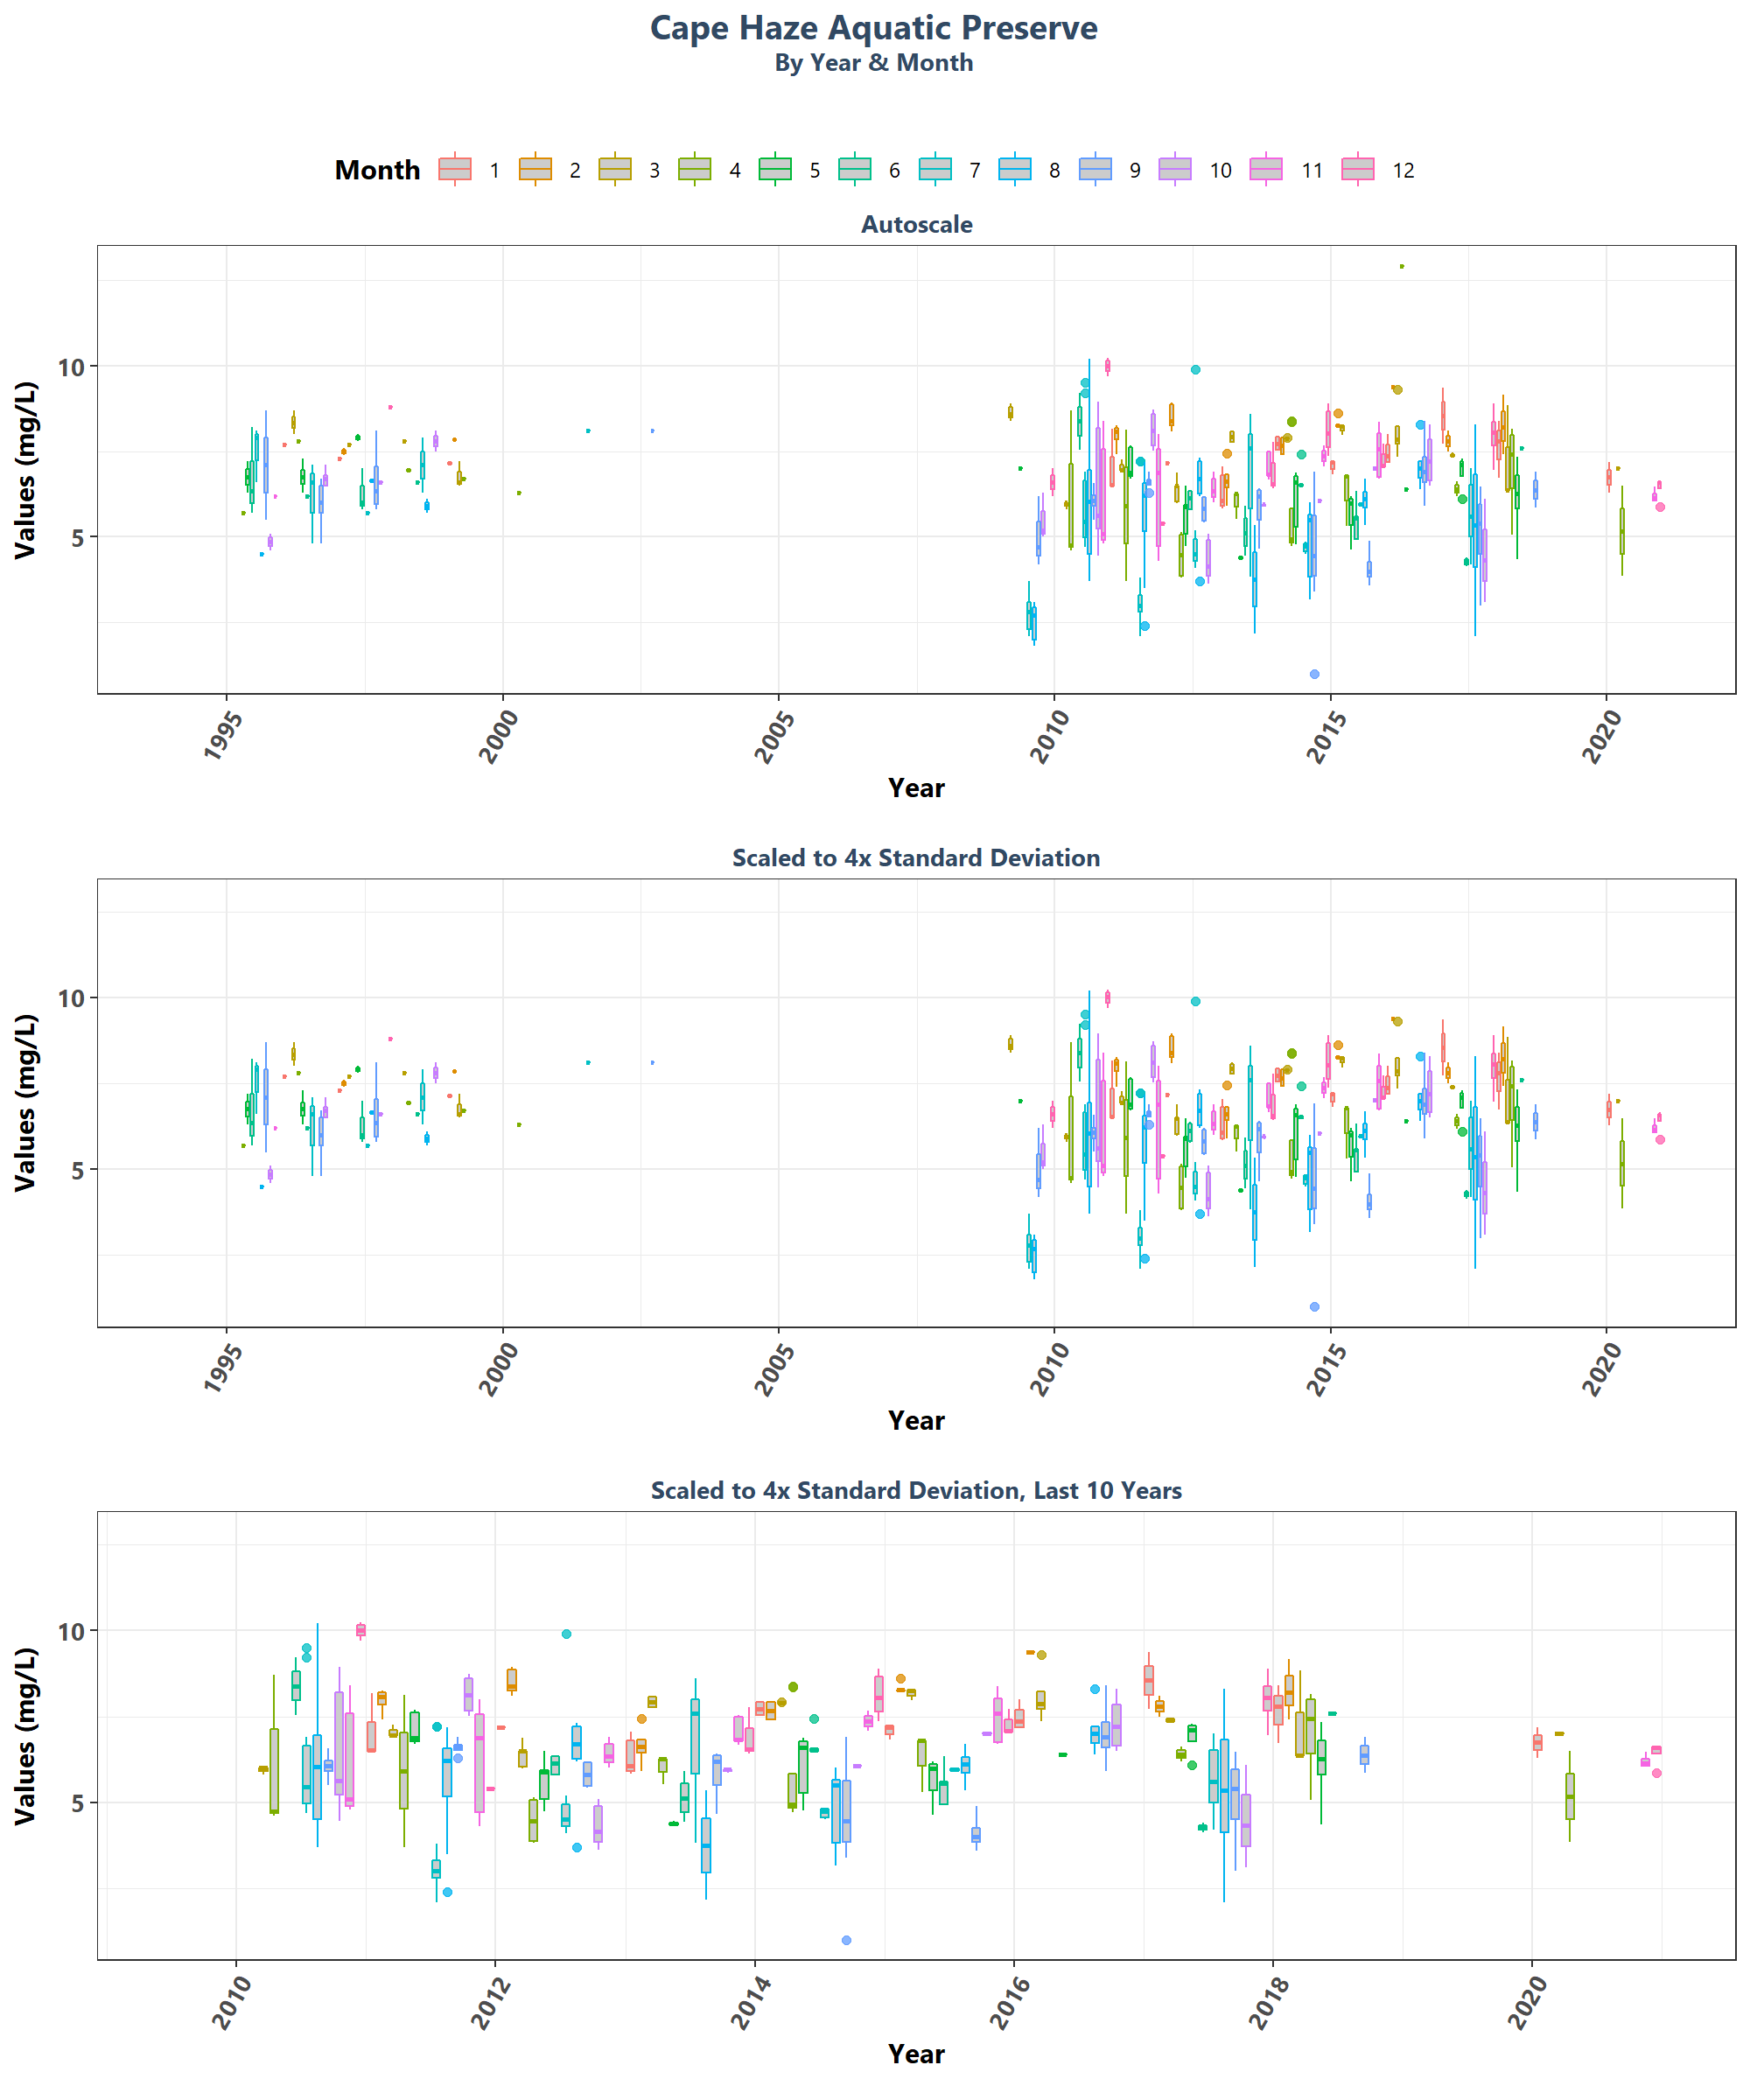 Cape Haze Aquatic Preserve
By Year & Month
Month 1 2 3 4 5 6 7 8 9 10 11 12
Autoscale
Values (mg/L)
10
5
1995 2000 2005 2010 2015 2020
Year
Scaled to 4x Standard Deviation
Values (mg/L)
10
5
1995 2000 2005 2010 2015 2020
Year
Scaled to 4x Standard Deviation, Last 10 Years
Values (mg/L)
10
5
2010 2012 2014 2016 2018 2020
Year